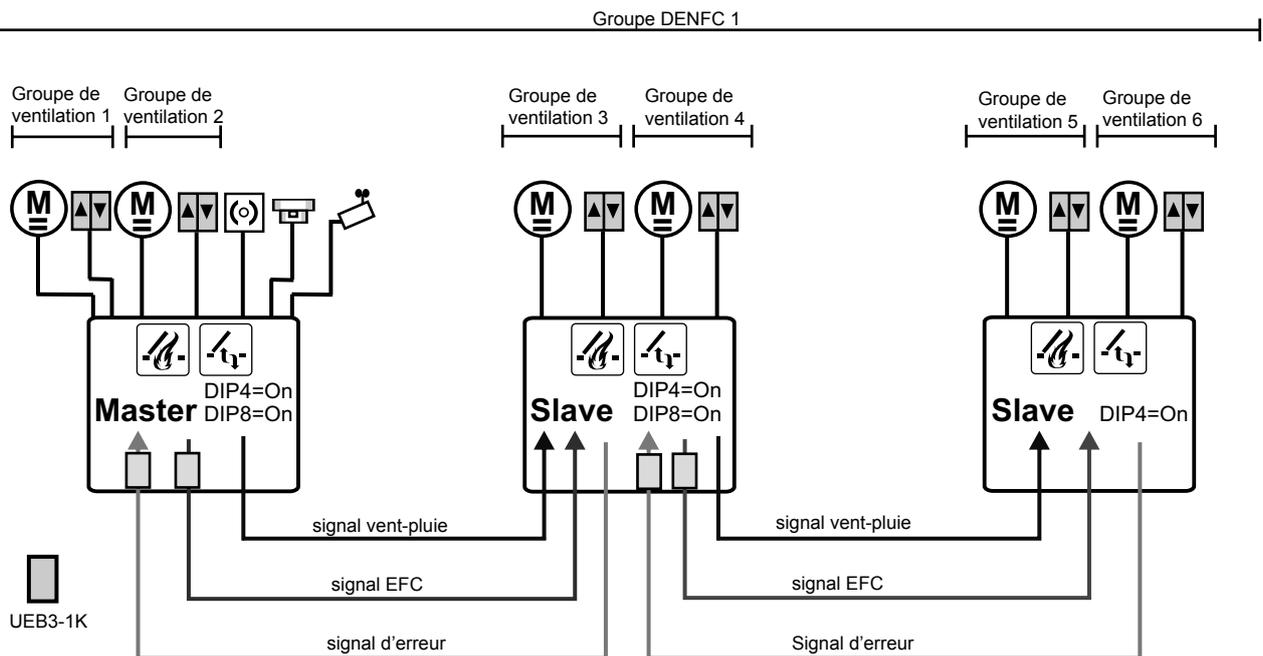 Groupe DENFC 1
Groupe de
ventilation 1
Groupe de
ventilation 2
Groupe de
ventilation 3
Groupe de
ventilation 4
Groupe de
ventilation 5
Groupe de
ventilation 6
M
M
M
M
M
M
Master
DIP4=On
DIP8=On
Slave
DIP4=On
DIP8=On
Slave
DIP4=On
signal vent-pluie
signal vent-pluie
signal EFC
signal EFC
UEB3-1K
signal d'erreur
Signal d'erreur